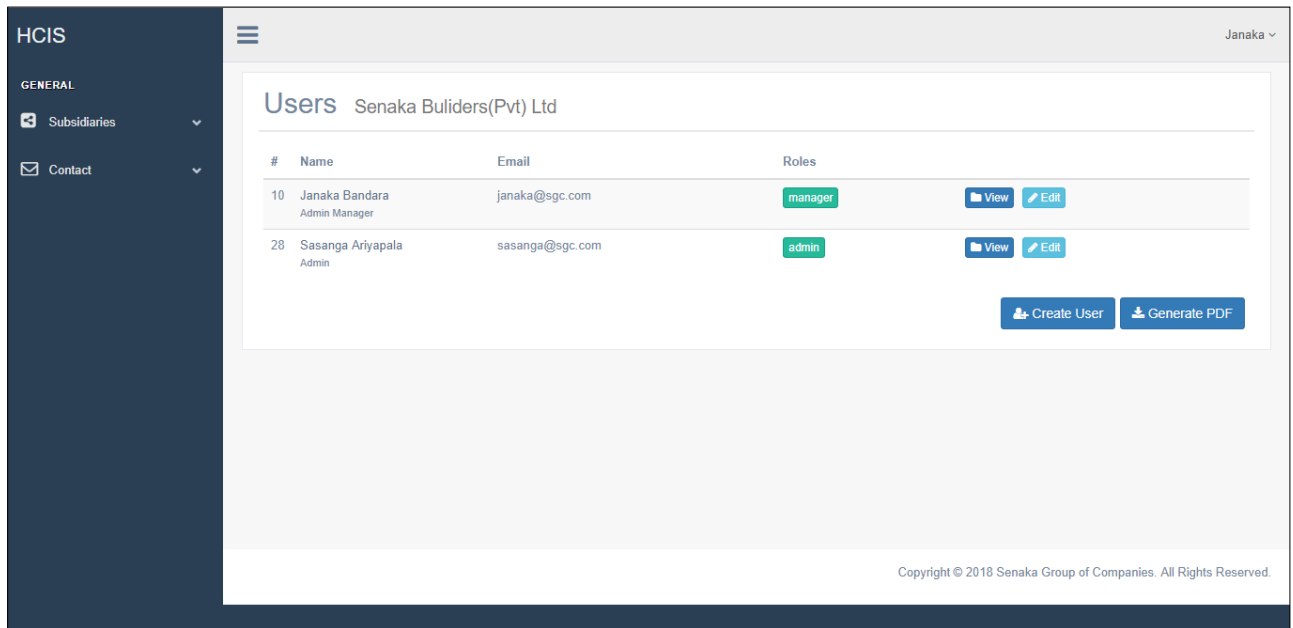 HCIS
Janaka
GENERAL
Subsidiaries
Contact
Users Senaka Buliders(Pvt) Ltd
# Name Email Roles
10 Janaka Bandara janaka@sgc.com manager View Edit
Admin Manager
28 Sasanga Ariyapala sasanga@sgc.com admin View Edit
Admin
Create User Generate PDF
Copyright © 2018 Senaka Group of Companies. All Rights Reserved.